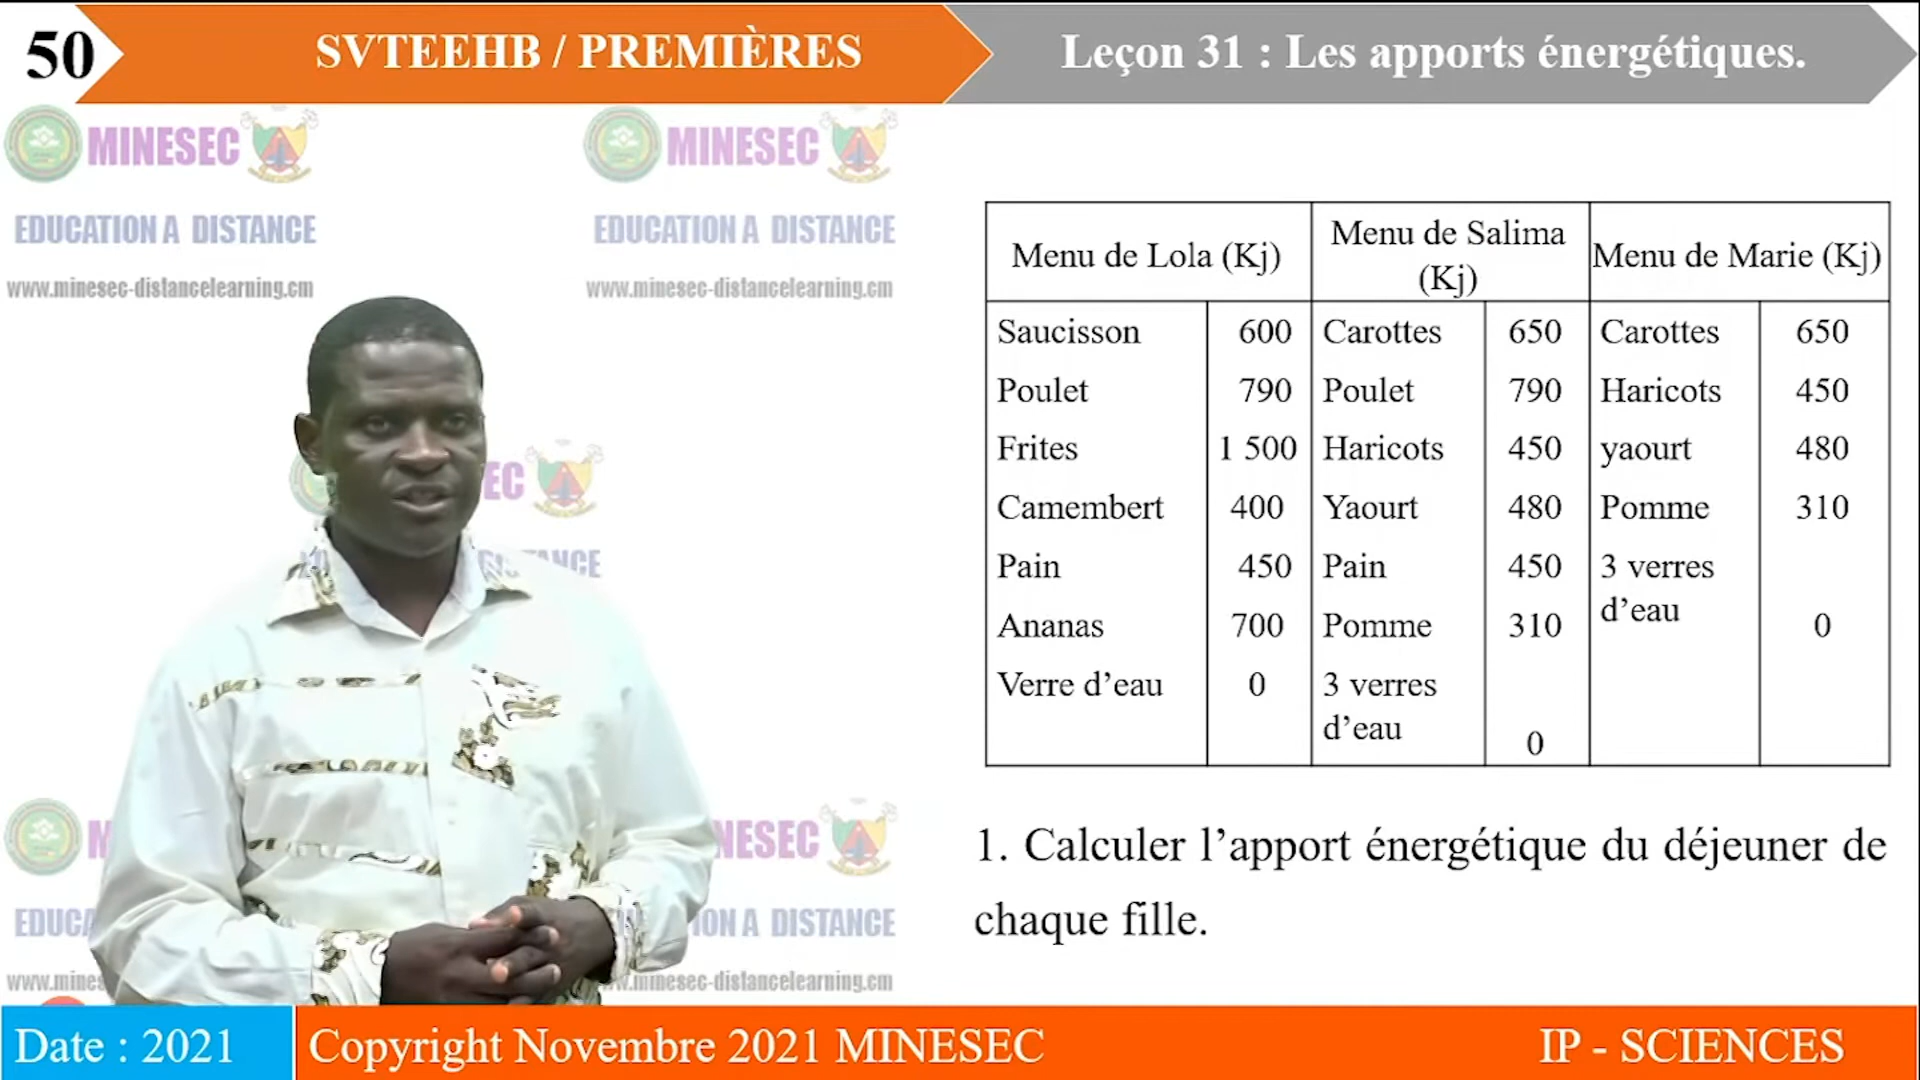 50
SVTEEHB / PREMIÈRES
Leçon 31 : Les apports énergétiques.
MINESEC
EDUCATION A DISTANCE
www.minesec-distancelearning.cm
MINESEC
EDUCATION A DISTANCE
www.minesec-distancelearning.cm
Menu de Lola (Kj)
Menu de Salima
(Kj)
Menu de Marie (Kj)
Saucisson 600 Carottes 650 Carottes 650
Poulet 790 Poulet 790 Haricots 450
Frites 1 500 Haricots 450 yaourt 480
Camembert 400 Yaourt 480 Pomme 310
Pain 450 Pain 450 3 verres
d’eau
Ananas 700 Pomme 310 0
Verre d’eau 0 3 verres
d’eau
0
1. Calculer l’apport énergétique du déjeuner de
chaque fille.
Date : 2021
Copyright Novembre 2021 MINESEC
IP - SCIENCES